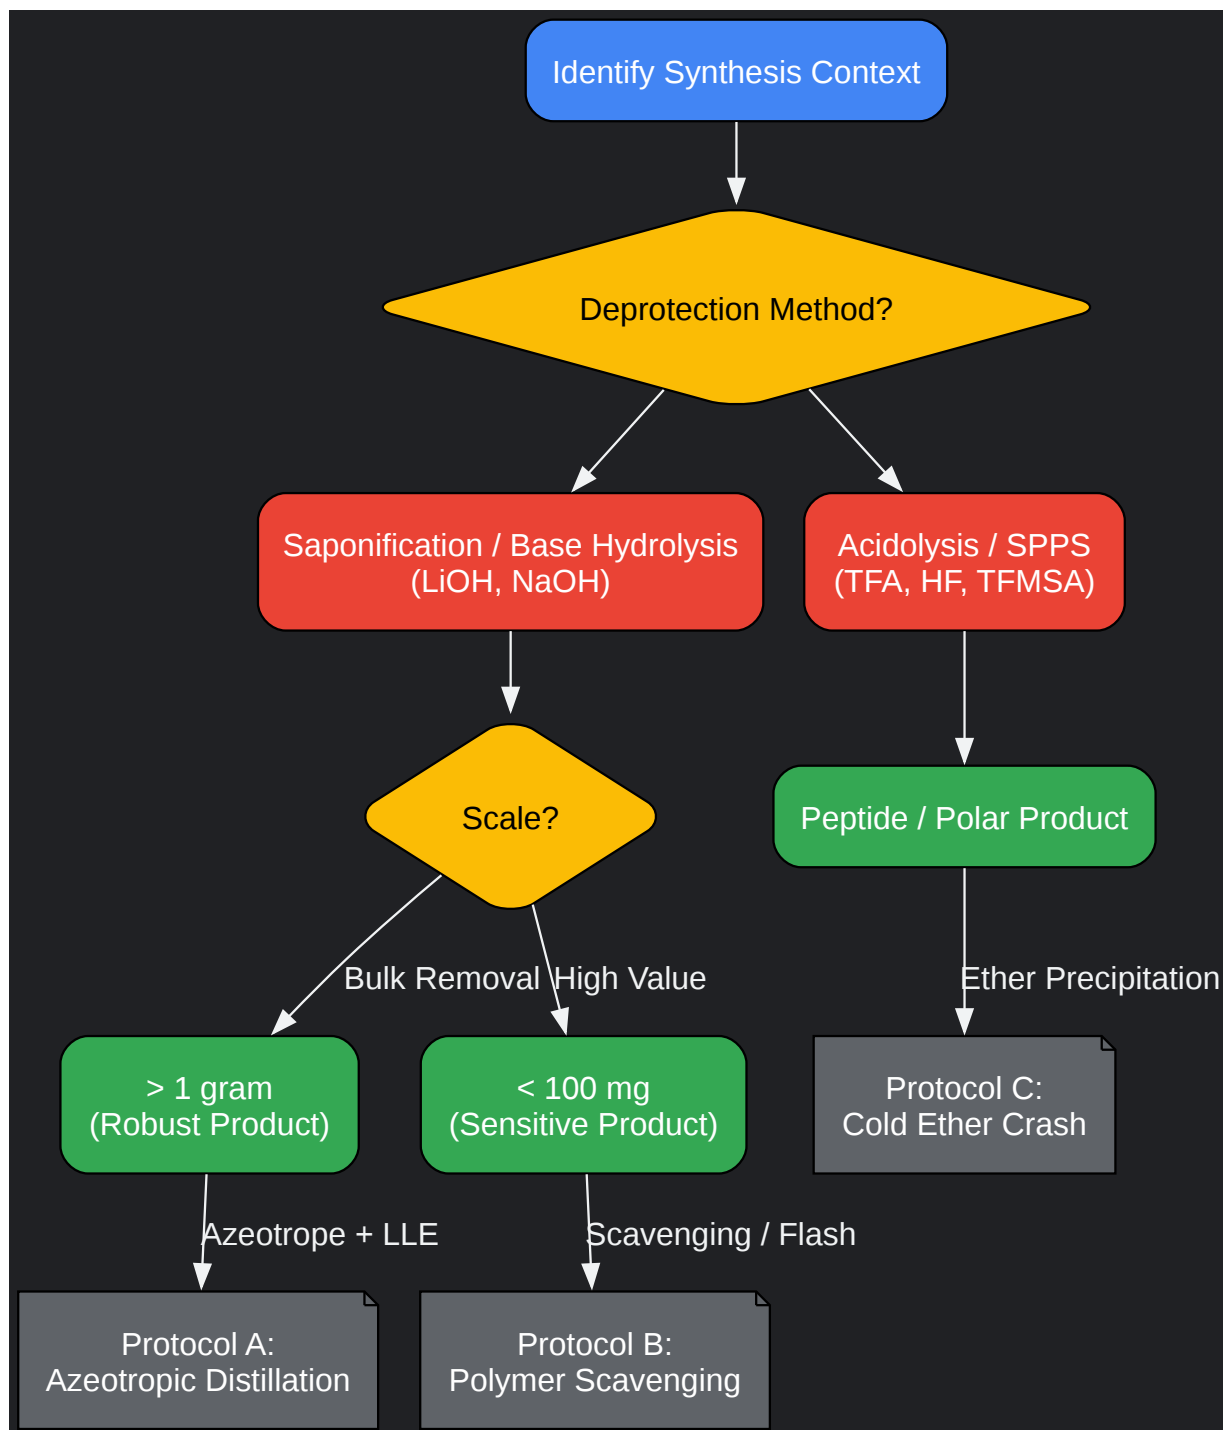 Identify Synthesis Context
Deprotection Method?
Saponification / Base Hydrolysis
(LiOH, NaOH)
Acidolysis / SPPS
(TFA, HF, TFMSA)
Scale?
Peptide / Polar Product
Bulk Removal
High Value
Ether Precipitation
> 1 gram
(Robust Product)
< 100 mg
(Sensitive Product)
Protocol C:
Cold Ether Crash
Azeotrope + LLE
Scavenging / Flash
Protocol A:
Azeotropic Distillation
Protocol B:
Polymer Scavenging